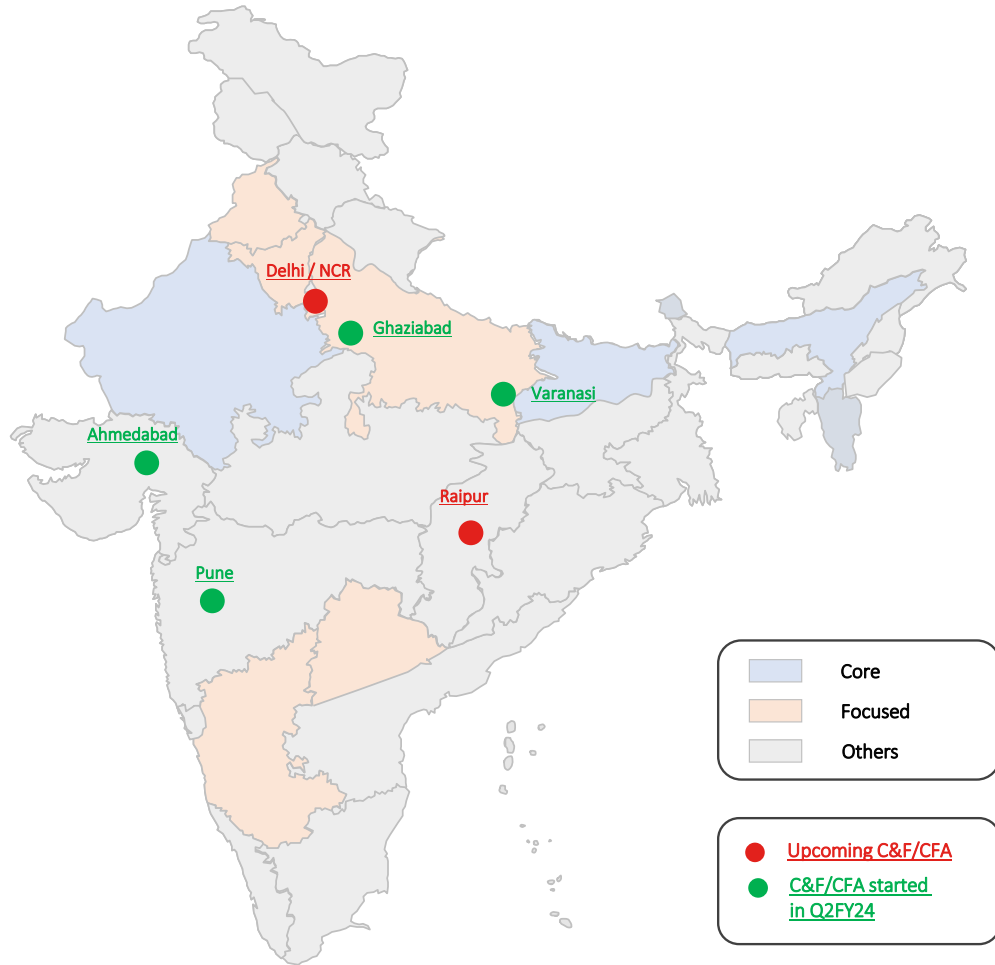 Delhi / NCR
Ghaziabad
Varanasi
Ahmedabad
Raipur
Pune
Core
Focused
Others
Upcoming C&F/CFA
C&F/CFA started
in Q2FY24